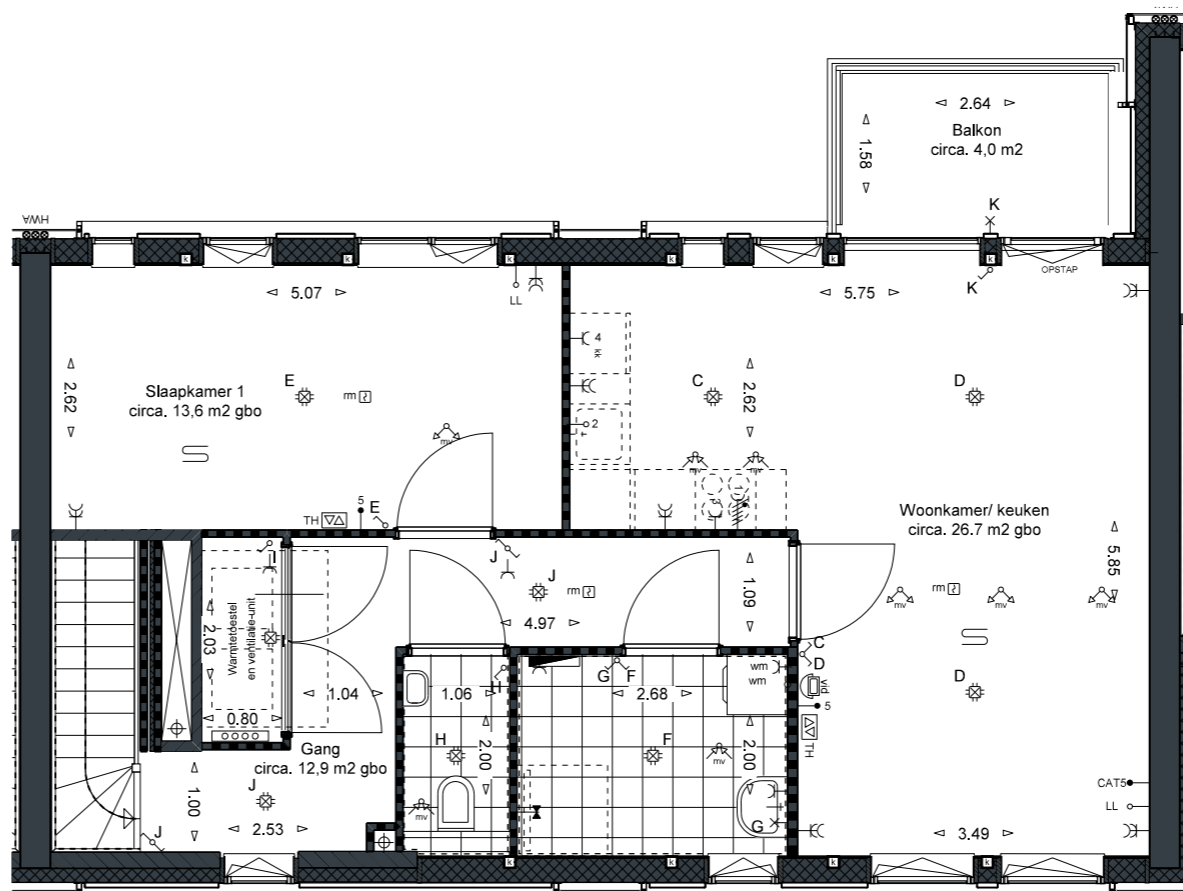 HWA
◁ 2.64 ▷
Balkon
circa. 4,0 m2
1.58
K
HWA
k
k
k
k
k
k
OPSTAP
K
LL
5.07
5.75
4
kk
2.62
Slaapkamer 1
circa. 13,6 m2 gbo
E
rm
C
2.62
D
2
T
mv
mv
mv
5
E
TH
Woonkamer/ keuken
circa. 26.7 m2 gbo
I
J
J
rm
4.97
1.09
5.85
rm
mv
mv
mv
Warmtetoestel
en ventilatie-unit
2.03
C
D
H
G
F
wm
wm
vid
1.04
1.06
2.68
D
5
0.80
TH
Gang
circa. 12,9 m2 gbo
H
2.00
F
mv
2.00
1.00
J
mv
CAT5
LL
2.53
J
G
3.49
k
k
k
k